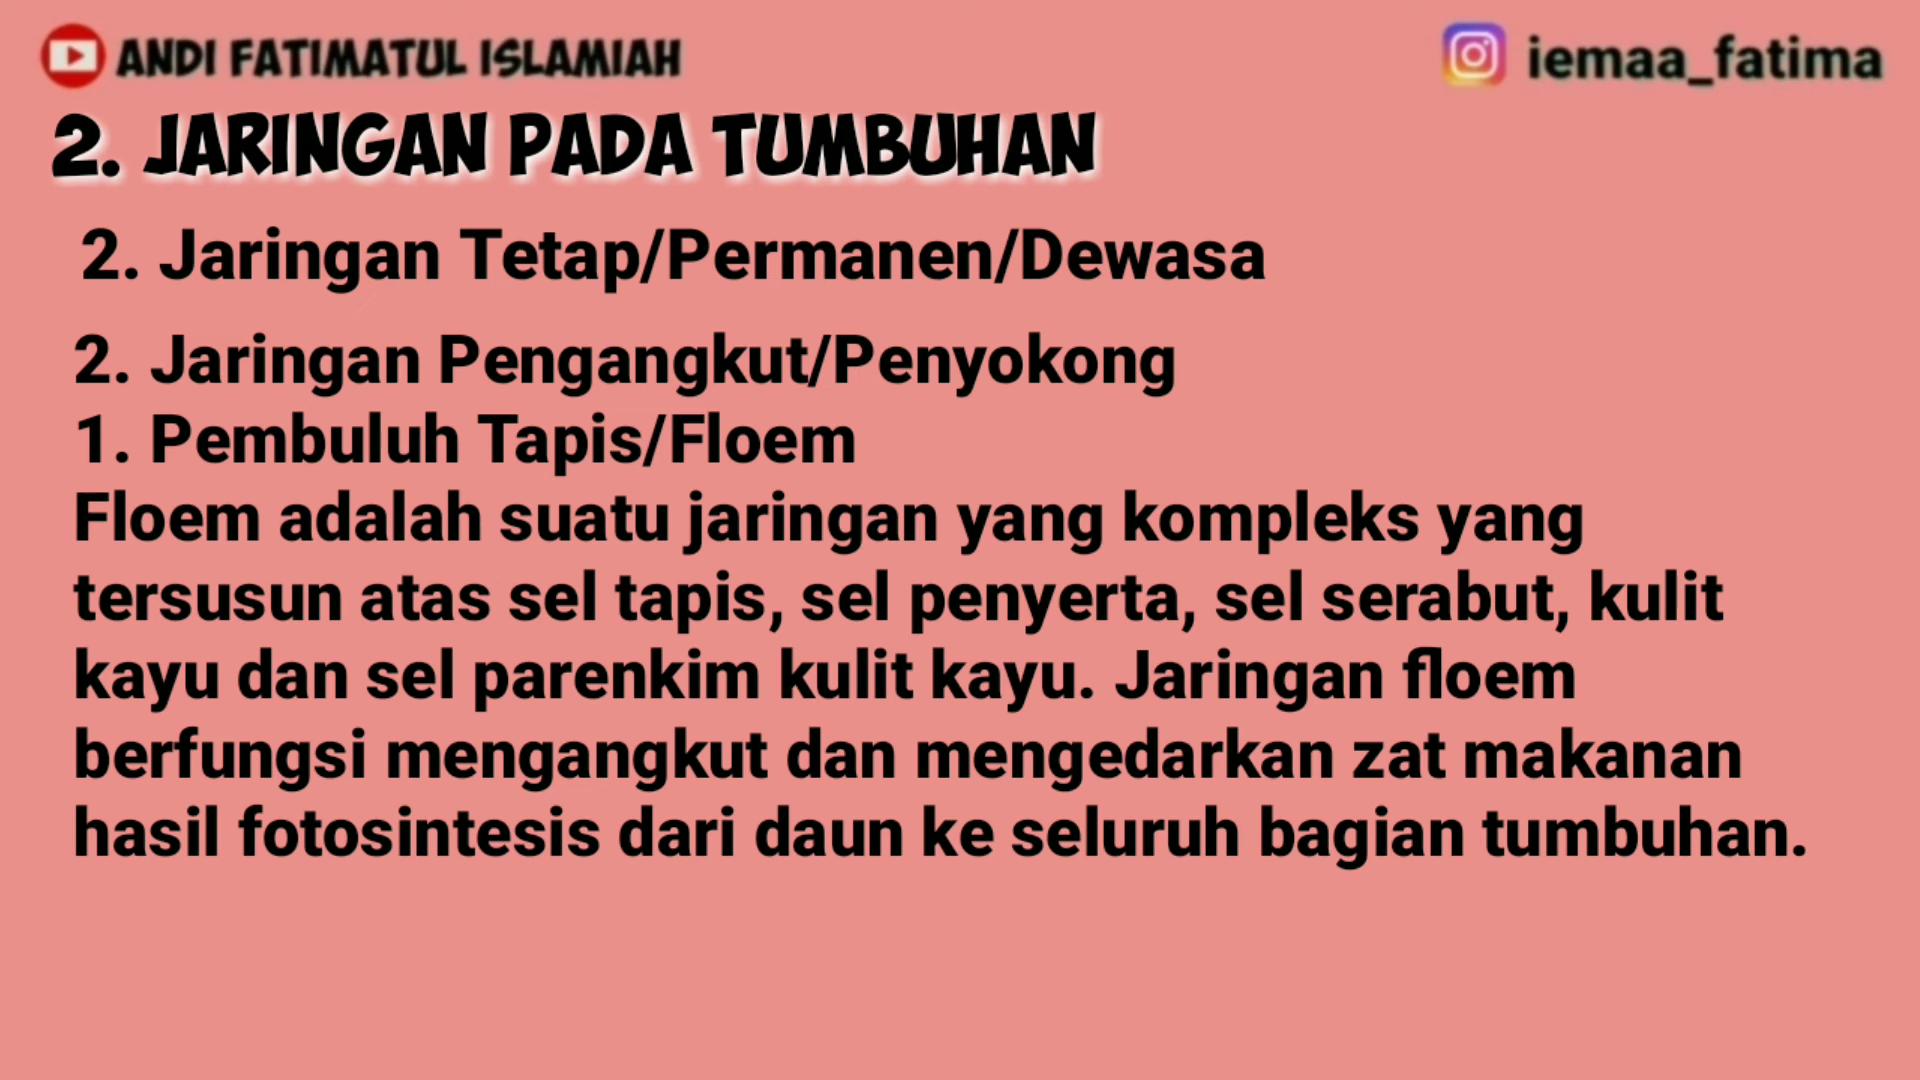 ANDI FATIMATUL ISLAMIAH
iemaa_fatima
2. JARINGAN PADA TUMBUHAN
2. Jaringan Tetap/Permanen/Dewasa
2. Jaringan Pengangkut/Penyokong
1. Pembuluh Tapis/Floem
Floem adalah suatu jaringan yang kompleks yang
tersusun atas sel tapis, sel penyerta, sel serabut, kulit
kayu dan sel parenkim kulit kayu. Jaringan floem
berfungsi mengangkut dan mengedarkan zat makanan
hasil fotosintesis dari daun ke seluruh bagian tumbuhan.